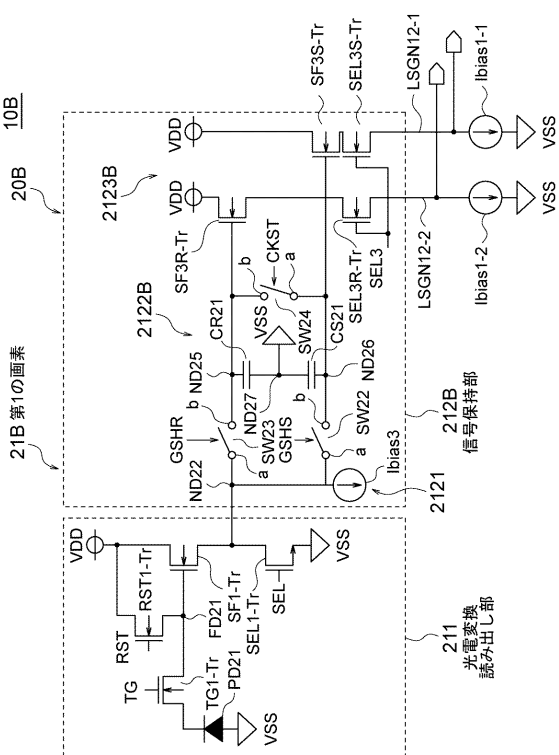 10B
20B
21B 第1の画素
2123B
2122B
VDD
VDD
SF3S-Tr
SEL3S-Tr
LSGN12-1
Ibias1-1
VSS
SF3R-Tr
SEL3R-Tr
SEL3
LSGN12-2
Ibias1-2
VSS
CKST
b
a
SW24
VSS
CR21
CS21
ND25
ND26
ND27
GSHR
b
SW23
a
GSHS
b
SW22
a
ND22
Ibias3
2121
212B
信号保持部
VDD
RST
RST1-Tr
FD21
SF1-Tr
SEL1-Tr
SEL
VSS
TG
TG1-Tr
PD21
VSS
211
光電変換
読み出し部